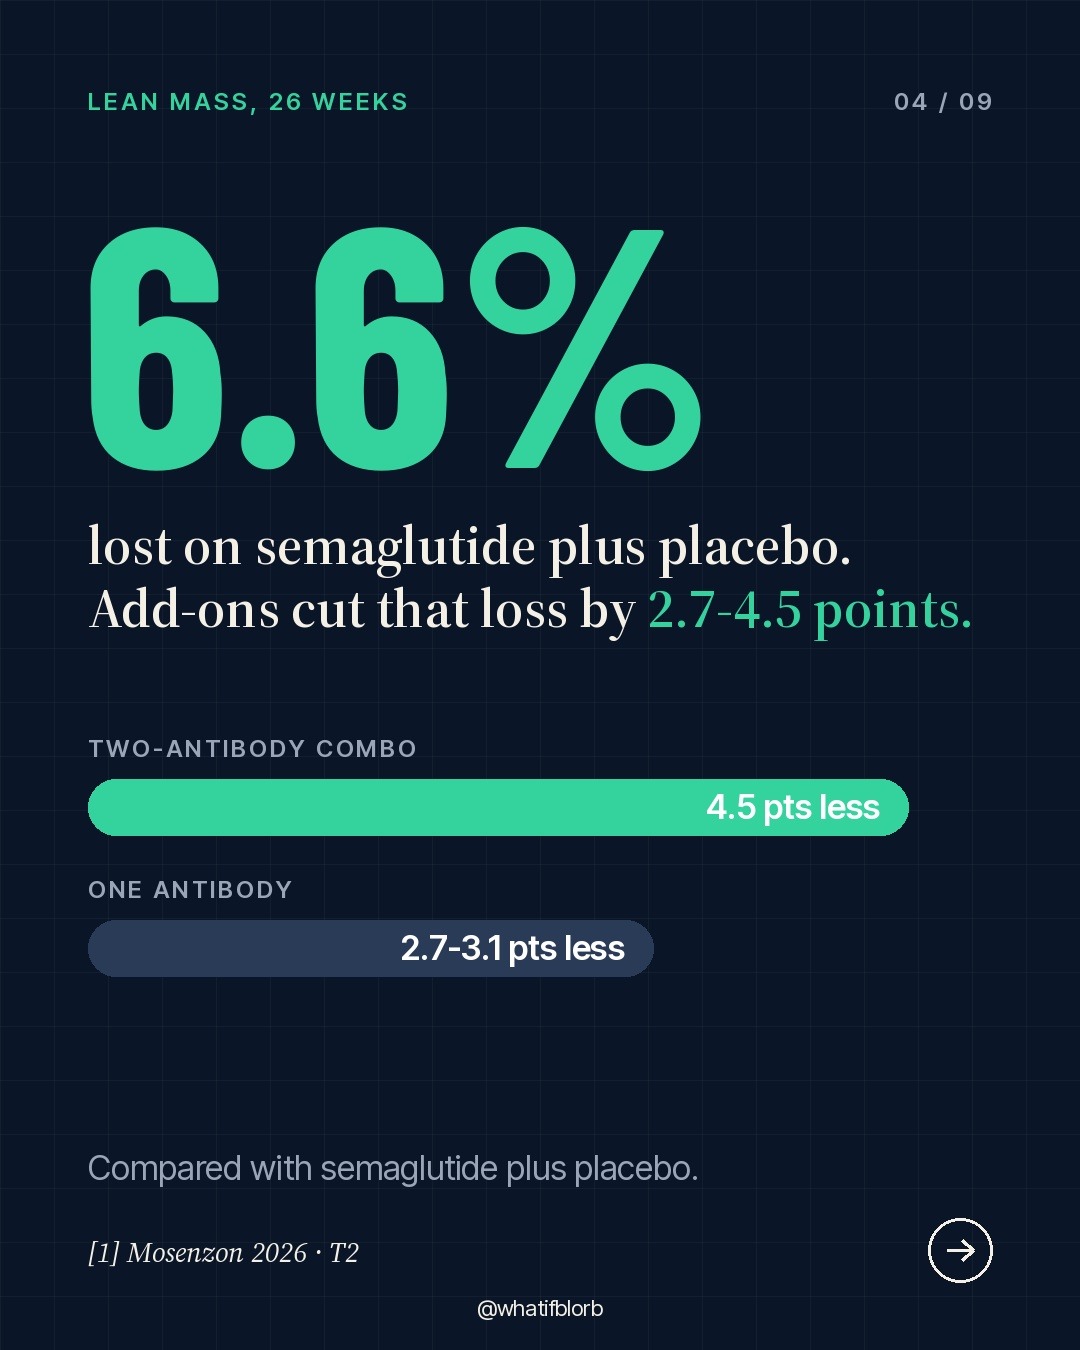 LEAN MASS, 26 WEEKS
04 / 09
6.6%
lost on semaglutide plus placebo.
Add-ons cut that loss by 2.7-4.5 points.
TWO-ANTIBODY COMBO
4.5 pts less
ONE ANTIBODY
2.7-3.1 pts less
Compared with semaglutide plus placebo.
[1] Mosenzon 2026 · T2
@whatifblorb